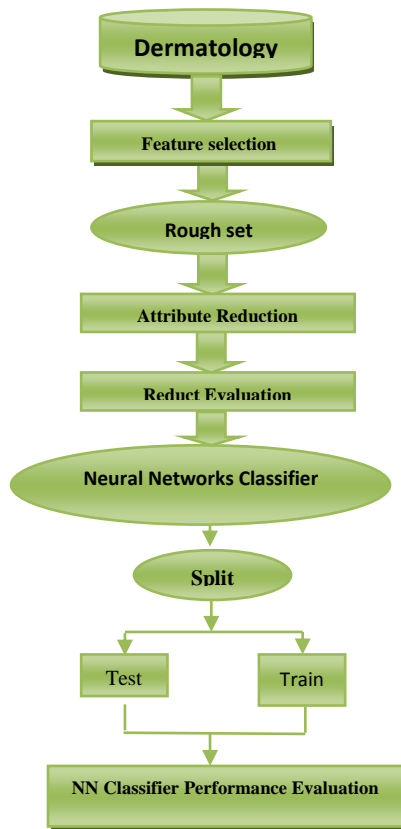 Dermatology
Feature selection
Rough set
Attribute Reduction
Reduct Evaluation
Neural Networks Classifier
Split
Test
Train
NN Classifier Performance Evaluation